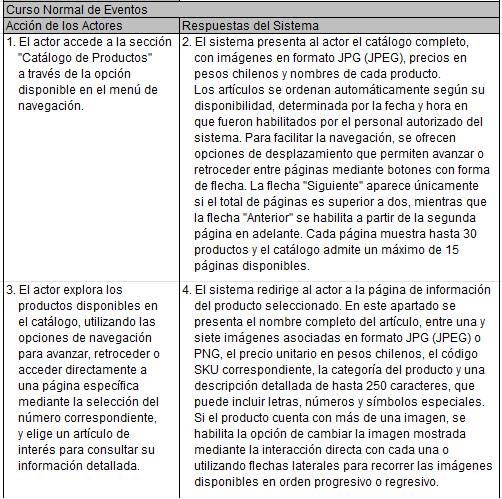 Curso Normal de Eventos
Acción de los Actores
Respuestas del Sistema
1. El actor accede a la sección
"Catálogo de Productos"
a través de la opción
disponible en el menú de
navegación.
2. El sistema presenta al actor el catálogo completo,
con imágenes en formato JPG (JPEG), precios en
pesos chilenos y nombres de cada producto.
Los artículos se ordenan automáticamente según su
disponibilidad, determinada por la fecha y hora en
que fueron habilitados por el personal autorizado del
sistema. Para facilitar la navegación, se ofrecen
opciones de desplazamiento que permiten avanzar o
retroceder entre páginas mediante botones con forma
de flecha. La flecha "Siguiente" aparece únicamente
si el total de páginas es superior a dos, mientras que
la flecha "Anterior" se habilita a partir de la segunda
página en adelante. Cada página muestra hasta 30
productos y el catálogo admite un máximo de 15
páginas disponibles.
3. El actor explora los
productos disponibles en
el catálogo, utilizando las
opciones de navegación
para avanzar, retroceder o
acceder directamente a
una página específica
mediante la selección del
número correspondiente,
y elige un artículo de
interés para consultar su
información detallada.
4. El sistema redirige al actor a la página de información
del producto seleccionado. En este apartado se
presenta el nombre completo del artículo, entre una y
siete imágenes asociadas en formato JPG (JPEG) o
PNG, el precio unitario en pesos chilenos, el código
SKU correspondiente, la categoría del producto y una
descripción detallada de hasta 250 caracteres, que
puede incluir letras, números y símbolos especiales.
Si el producto cuenta con más de una imagen, se
habilita la opción de cambiar la imagen mostrada
mediante la interacción directa con cada una o
utilizando flechas laterales para recorrer las imágenes
disponibles en orden progresivo o regresivo.